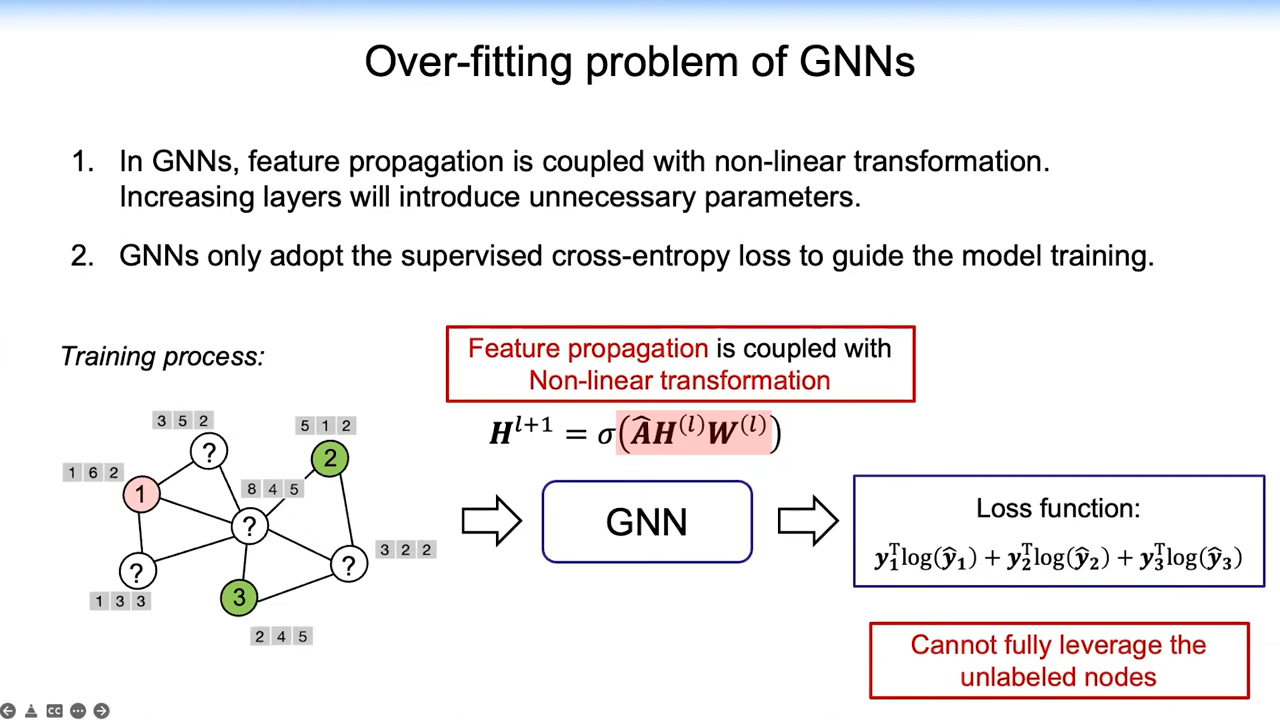 Over-fitting problem of GNNs
1. In GNNs, feature propagation is coupled with non-linear transformation.
Increasing layers will introduce unnecessary parameters.
2. GNNs only adopt the supervised cross-entropy loss to guide the model training.
Training process:
Feature propagation is coupled with
Non-linear transformation
H^{l+1} = σ(ÂH^{(l)}W^{(l)})
3 5 2
?
5 1 2
2
1 6 2
1
8 4 5
?
3 2 2
?
?
1 3 3
3
2 4 5
GNN
Loss function:
y₁ᵀlog(ŷ₁) + y₂ᵀlog(ŷ₂) + y₃ᵀlog(ŷ₃)
Cannot fully leverage the
unlabeled nodes
CC